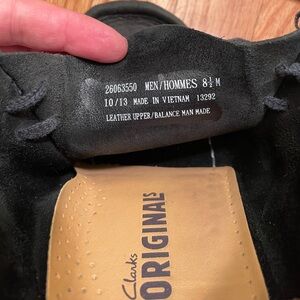 26063550 MEN/HOMMES 8½ M
10/13 MADE IN VIETNAM 13292
LEATHER UPPER/BALANCE MAN MADE
Clarks
ORIGINALS